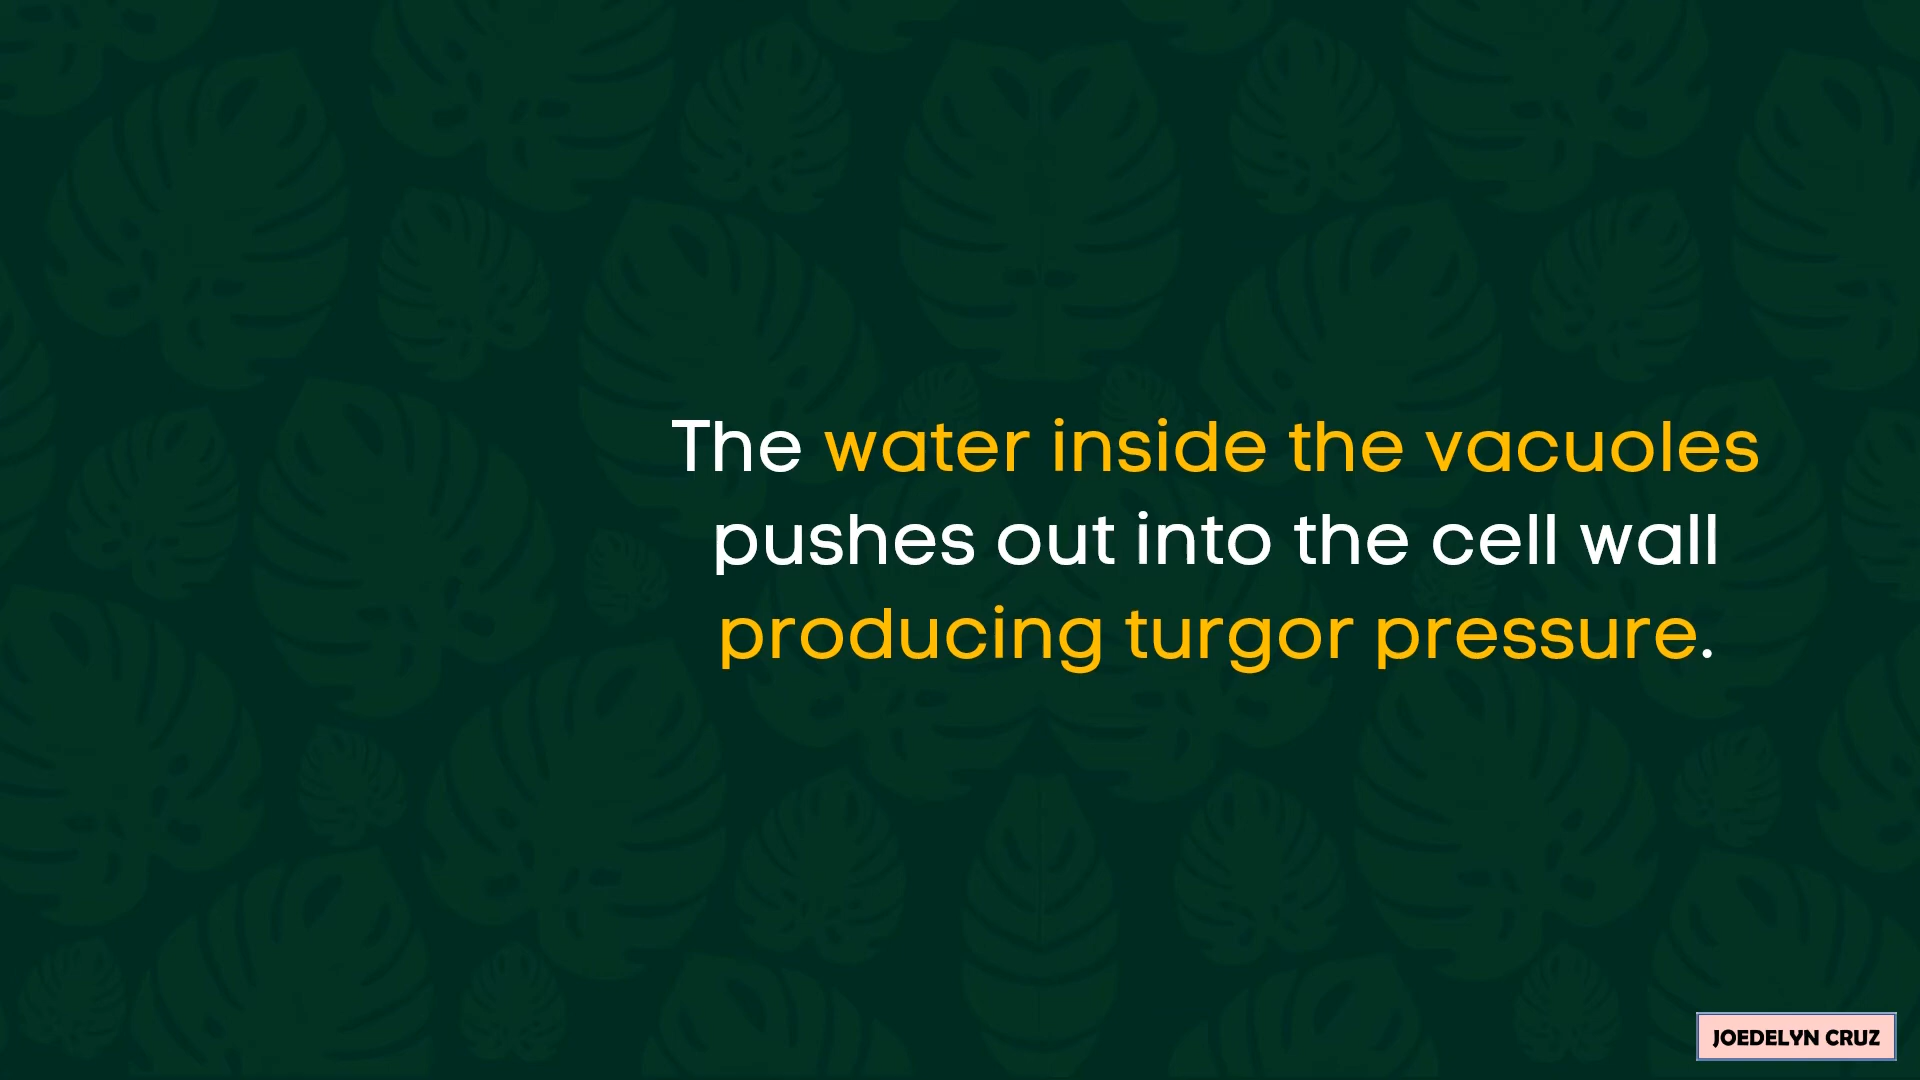 The water inside the vacuoles
pushes out into the cell wall
producing turgor pressure.
JOEDELYN CRUZ